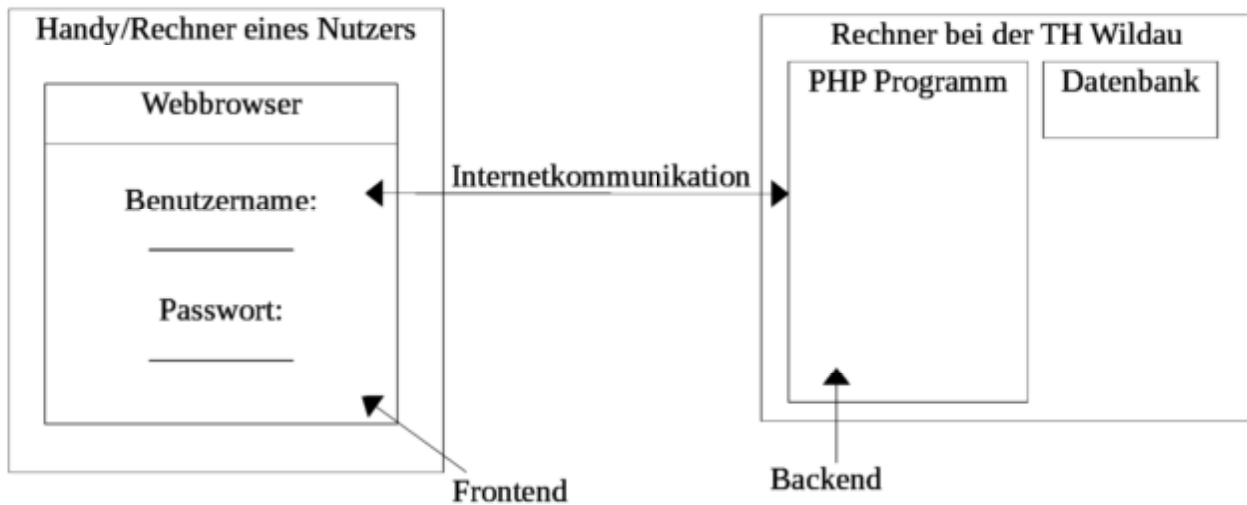 Handy/Rechner eines Nutzers
Webbrowser
Benutzername:
Passwort:
Frontend
Internetkommunikation
Rechner bei der TH Wildau
PHP Programm
Datenbank
Backend